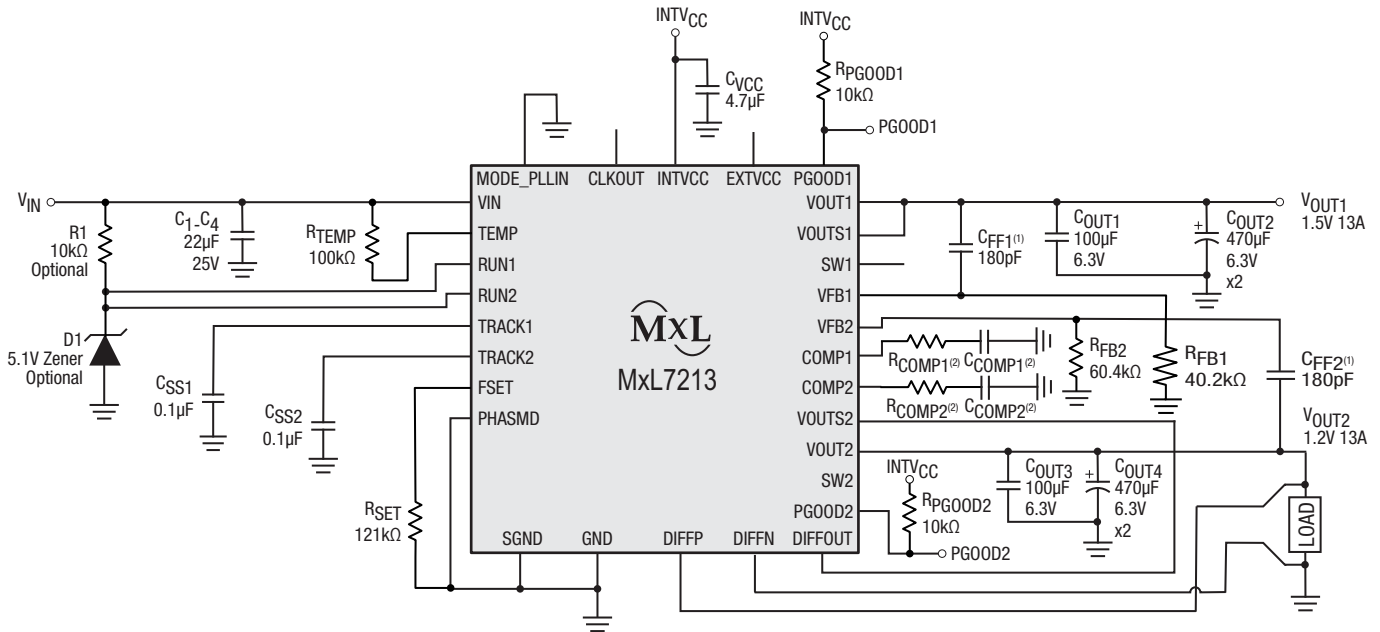 INTVCC
CVCC
4.7µF
INTVCC
RPGOOD1
10kΩ
PGOOD1
MODE_PLLIN CLKOUT INTVCC EXTVCC PGOOD1
VIN
R1
10kΩ
Optional
C1-C4
22µF
25V
RTEMP
100kΩ
D1
5.1V Zener
Optional
CSS1
0.1µF
CSS2
0.1µF
RSET
121kΩ
VIN
TEMP
RUN1
RUN2
TRACK1
TRACK2
FSET
PHASMD
MxL
MxL7213
VOUT1
VOUTS1
SW1
VFB1
VFB2
COMP1
COMP2
VOUTS2
VOUT2
SW2
PGOOD2
SGND GND DIFFP DIFFN DIFFOUT
CFF1(1)
180pF
COUT1
100µF
6.3V
COUT2
+
470µF
6.3V
x2
VOUT1
1.5V 13A
RCOMP1(2) CCOMP1(2)
RCOMP2(2) CCOMP2(2)
RFB2
60.4kΩ
RFB1
40.2kΩ
CFF2(1)
180pF
VOUT2
1.2V 13A
INTVCC
RPGOOD2
10kΩ
PGOOD2
COUT3
100µF
6.3V
COUT4
+
470µF
6.3V
x2
LOAD